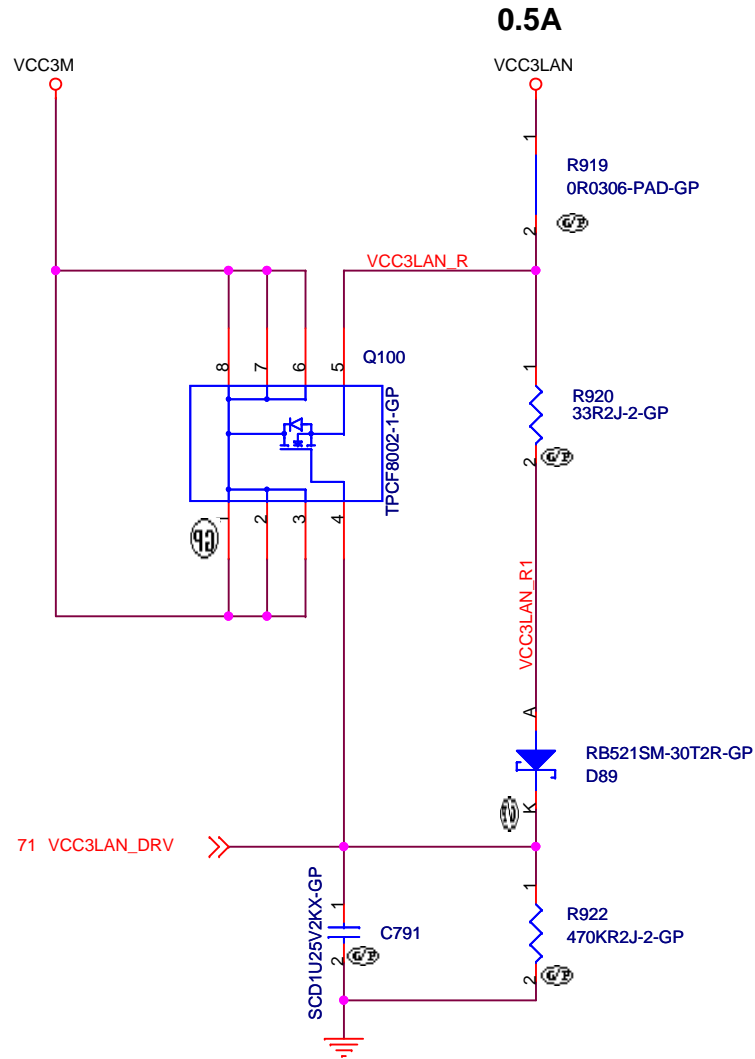 0.5A
VCC3M
VCC3LAN
1
R919
0R0306-PAD-GP
2
G/P
VCC3LAN_R
8
7
6
5
Q100
TPCF8002-1-GP
1
R920
33R2J-2-GP
2
G/P
1
2
3
4
GP
VCC3LAN_R1
A
RB521SM-30T2R-GP
D89
K
71 VCC3LAN_DRV
SCD1U25V2KX-GP
1
C791
2
G/P
1
R922
470KR2J-2-GP
2
G/P